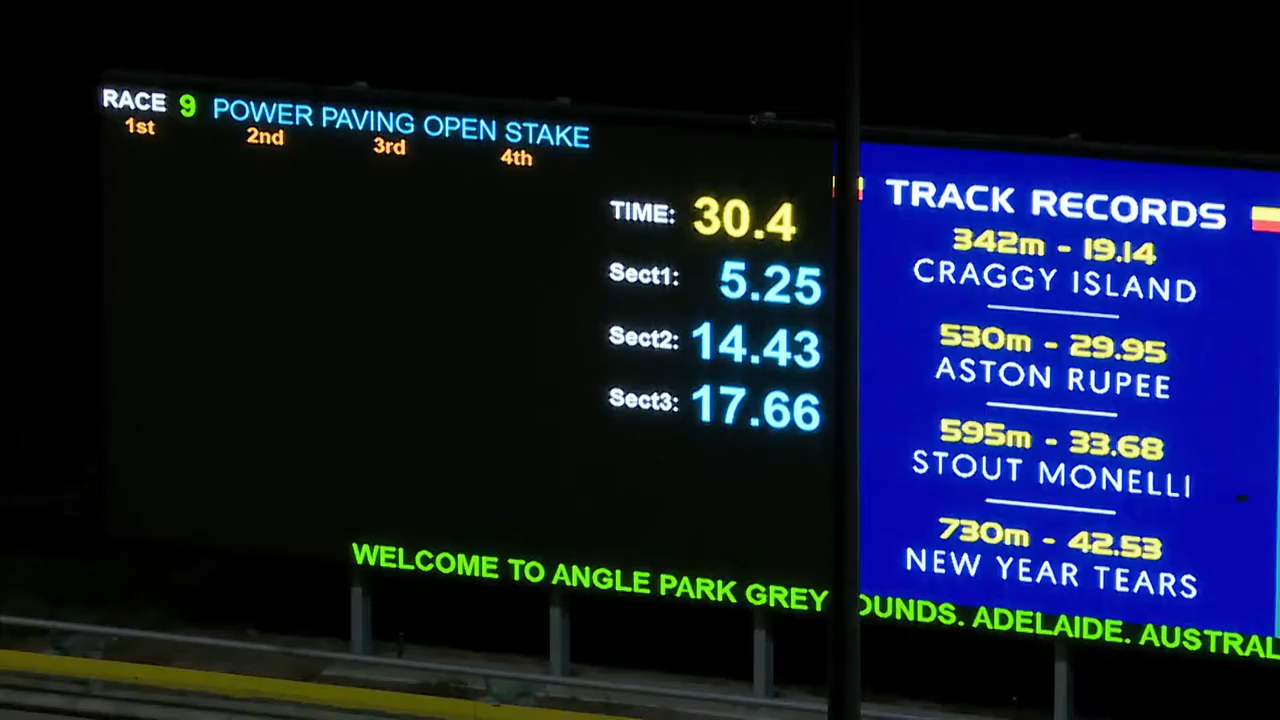 RACE 9 POWER PAVING OPEN STAKE
1st 2nd 3rd 4th
TIME: 30.4
Sect1: 5.25
Sect2: 14.43
Sect3: 17.66
TRACK RECORDS
342m - 19.14
CRAGGY ISLAND
530m - 29.95
ASTON RUPEE
595m - 33.68
STOUT MONELLI
730m - 42.53
NEW YEAR TEARS
WELCOME TO ANGLE PARK GREY OUNDS. ADELAIDE. AUSTRAL